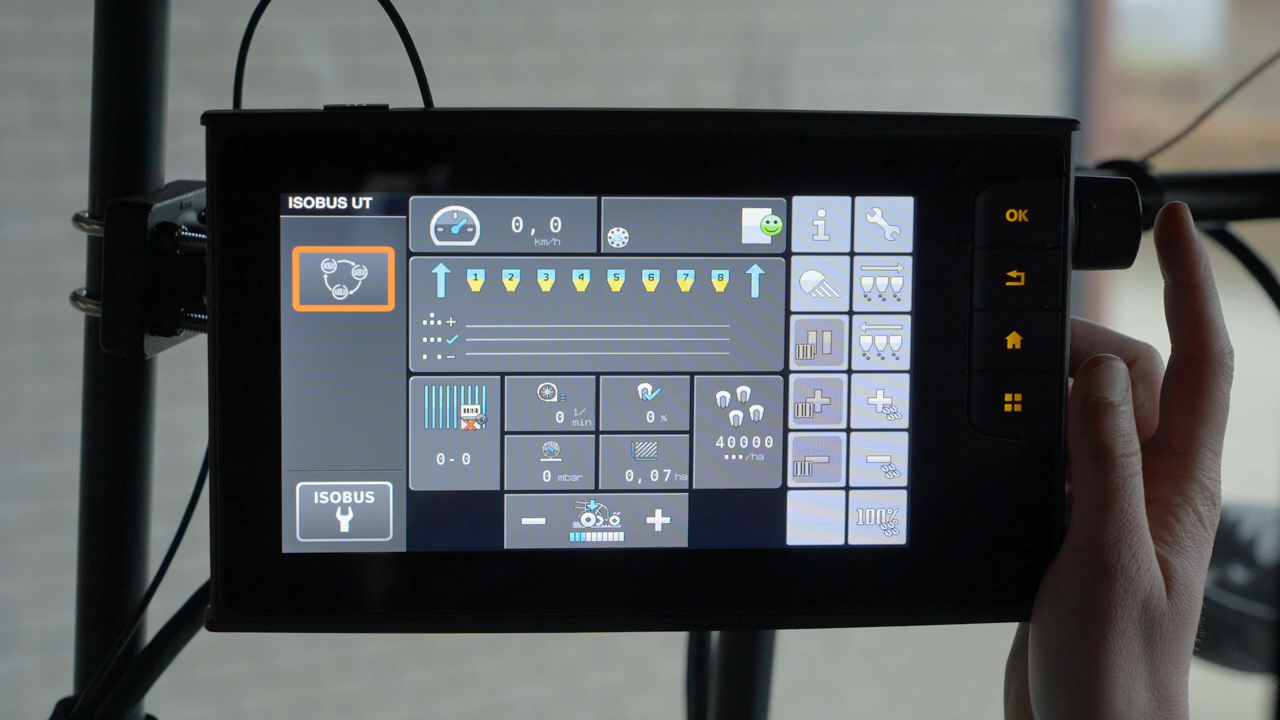 ISOBUS UT
0,0
km/h
OK
1 2 3 4 5 6 7 8
0-0
0 1/min
0 %
40000
/ha
0 mbar
0,07 ha
ISOBUS
100%